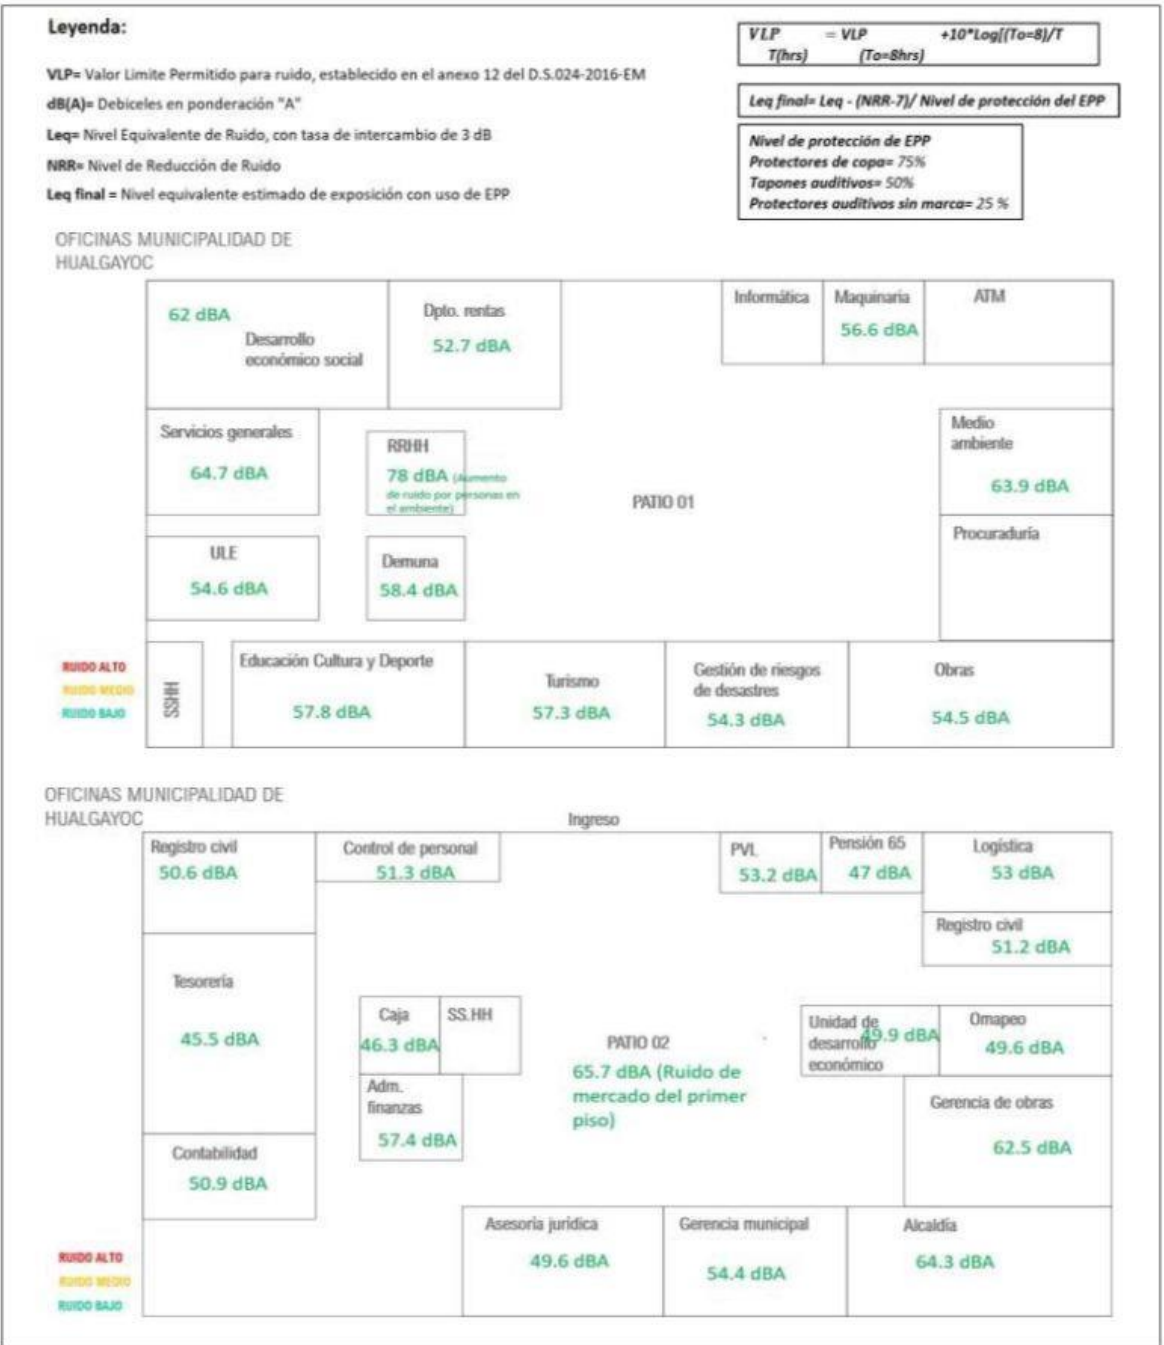 Leyenda:
VLP= Valor Limite Permitido para ruido, establecido en el anexo 12 del D.S.024-2016-EM
dB(A)= Debiceles en ponderación "A"
Leq= Nivel Equivalente de Ruido, con tasa de intercambio de 3 dB
NRR= Nivel de Reducción de Ruido
Leq final = Nivel equivalente estimado de exposición con uso de EPP
VLP = VLP +10*Log[(To=8)/T
T(hrs) (To=8hrs)
Leq final= Leq - (NRR-7)/ Nivel de protección del EPP
Nivel de protección de EPP
Protectores de copa= 75%
Tapones auditivos= 50%
Protectores auditivos sin marca= 25 %
OFICINAS MUNICIPALIDAD DE
HUALGAYOC
62 dBA
Desarrollo
económico social
Dpto. rentas
52.7 dBA
Informática
Maquinaria
56.6 dBA
ATM
Servicios generales
64.7 dBA
RRHH
78 dBA (Aumento
de ruido por personas en
el ambiente)
PATIO 01
Medio
ambiente
63.9 dBA
Procuraduría
ULE
54.6 dBA
Demuna
58.4 dBA
RUIDO ALTO
RUIDO MEDIO
RUIDO BAJO
SSHH
Educación Cultura y Deporte
57.8 dBA
Turismo
57.3 dBA
Gestión de riesgos
de desastres
54.3 dBA
Obras
54.5 dBA
OFICINAS MUNICIPALIDAD DE
HUALGAYOC
Ingreso
Registro civil
50.6 dBA
Control de personal
51.3 dBA
PVL
53.2 dBA
Pensión 65
47 dBA
Logística
53 dBA
Registro civil
51.2 dBA
Tesorería
45.5 dBA
Caja
46.3 dBA
SS.HH
PATIO 02
65.7 dBA (Ruido de
mercado del primer
piso)
Unidad de
desarrollo
económico
49.9 dBA
Omapeo
49.6 dBA
Adm.
finanzas
57.4 dBA
Gerencia de obras
62.5 dBA
Contabilidad
50.9 dBA
Asesoría jurídica
49.6 dBA
Gerencia municipal
54.4 dBA
Alcaldía
64.3 dBA
RUIDO ALTO
RUIDO MEDIO
RUIDO BAJO